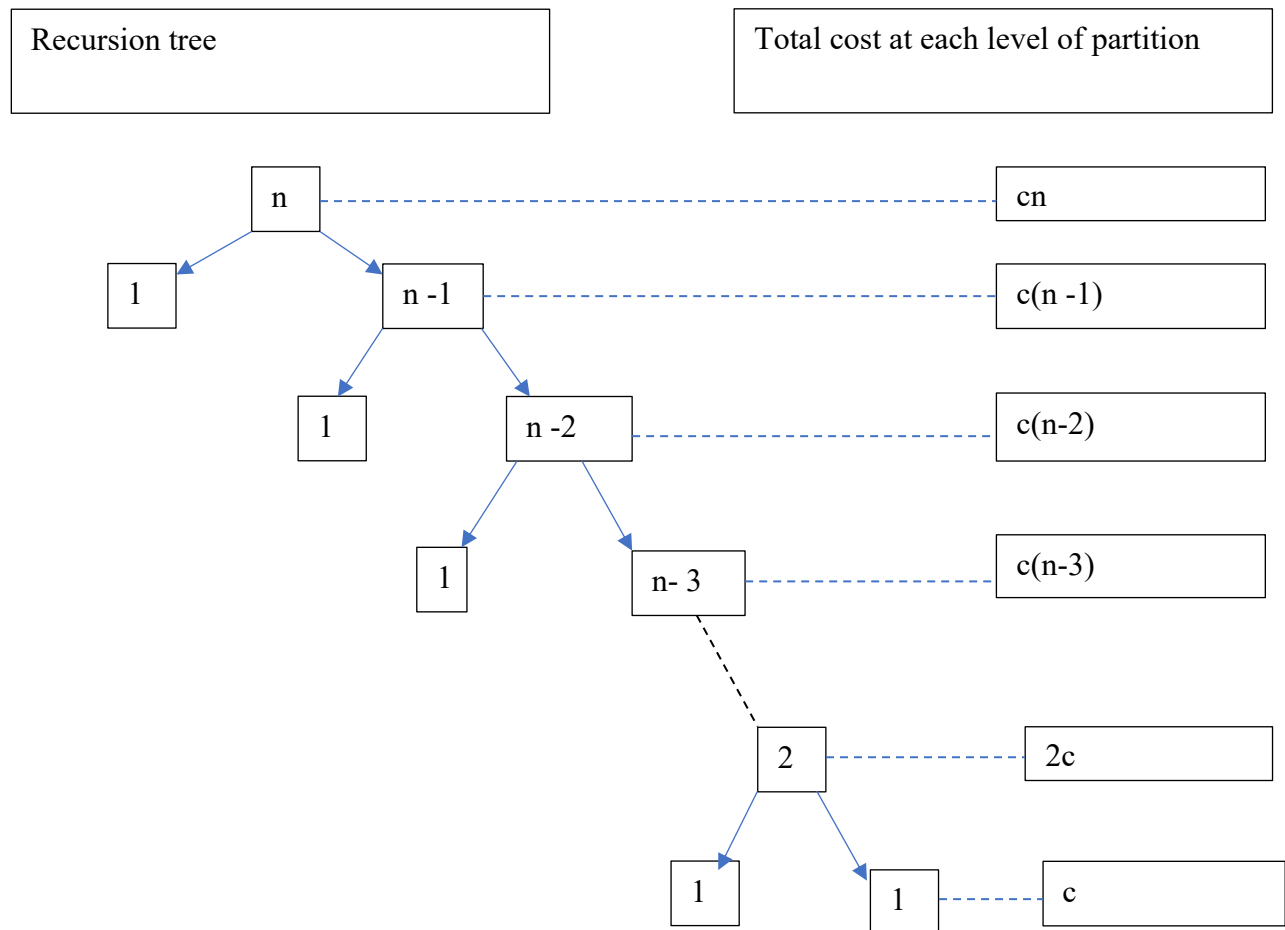 Recursion tree
Total cost at each level of partition
n
cn
1
n -1
c(n -1)
1
n -2
c(n-2)
1
n- 3
c(n-3)
2
2c
1
1
c